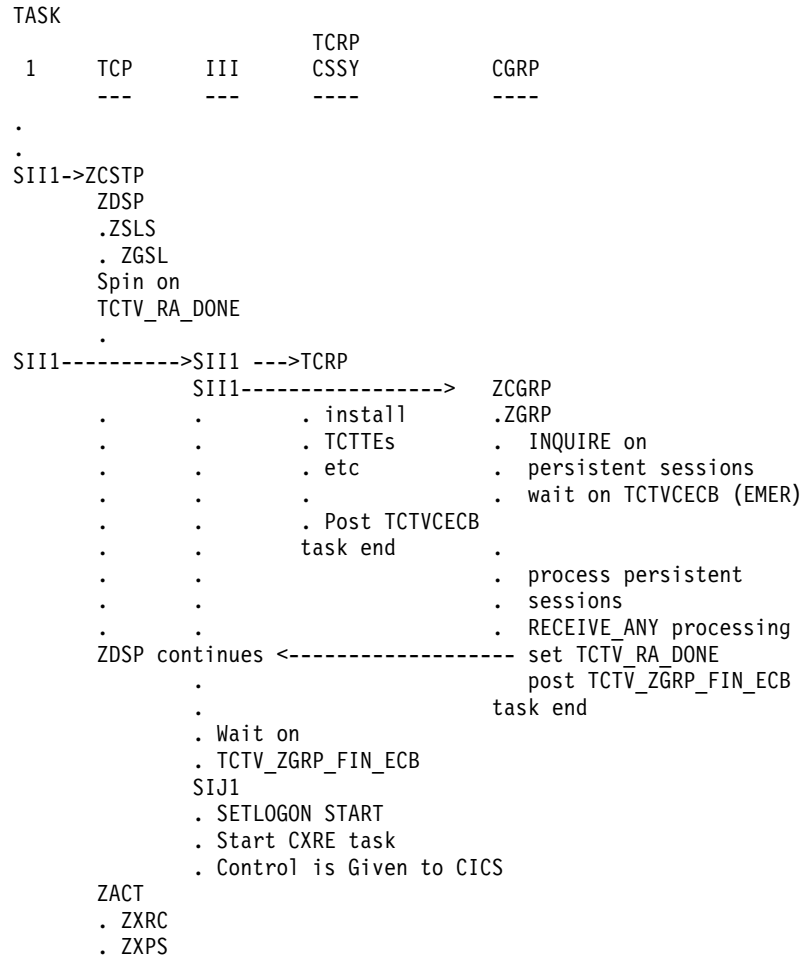 TASK
                            TCRP
 1      TCP       III       CSSY            CGRP
        ---       ---       ----            ----
.
.
SII1->ZCSTP
        ZDSP
        .ZSLS
        . ZGSL
        Spin on
        TCTV_RA_DONE
        .
SII1---------->SII1 --->TCRP
                 SII1----------------->    ZCGRP
        .        .         . install       .ZGRP
        .        .         . TCTTEs        .  INQUIRE on
        .        .         . etc           .  persistent sessions
        .        .         .               .  wait on TCTVCECB (EMER)
        .        .         . Post TCTVCECB
        .        .         task end        .
        .        .                         .  process persistent
        .        .                         .  sessions
        .        .                         .  RECEIVE_ANY processing
        ZDSP continues <------------------- set TCTV_RA_DONE
                 .                            post TCTV_ZGRP_FIN_ECB
                 .                         task end
                 . Wait on
                 . TCTV_ZGRP_FIN_ECB
                 SIJ1
                 . SETLOGON START
                 . Start CXRE task
                 . Control is Given to CICS
        ZACT
        . ZXRC
        . ZXPS